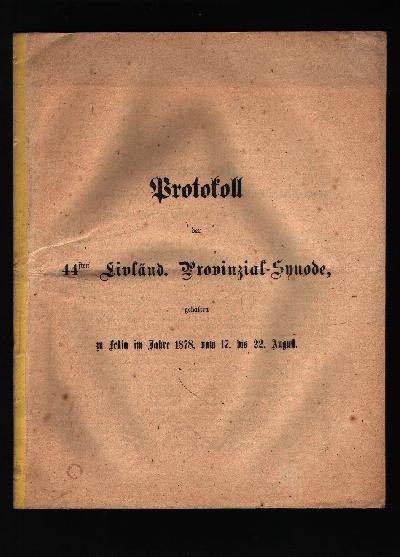 Protokoll
der
44sten Livländ. Provinzial-Synode,
gehalten
zu Fellin im Jahre 1878, vom 17. bis 22. August.